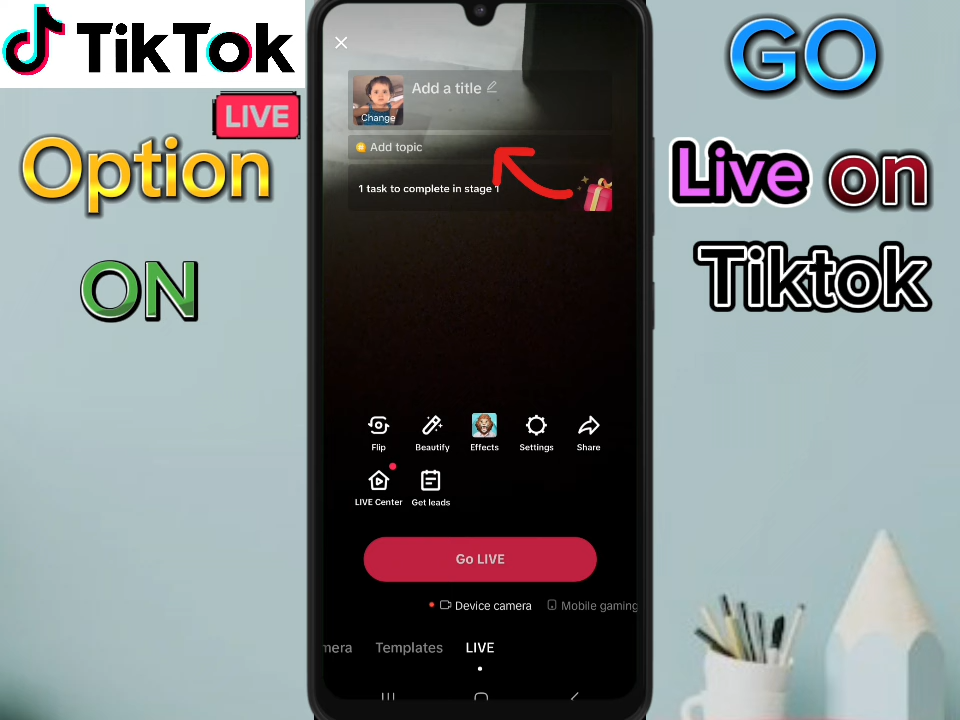 TikTok
LIVE
Option
ON
GO
Live on
Tiktok
Add a title
Change
Add topic
1 task to complete in stage 1
Flip
Beautify
Effects
Settings
Share
LIVE Center
Get leads
Go LIVE
Device camera
Mobile gaming
mera
Templates
LIVE